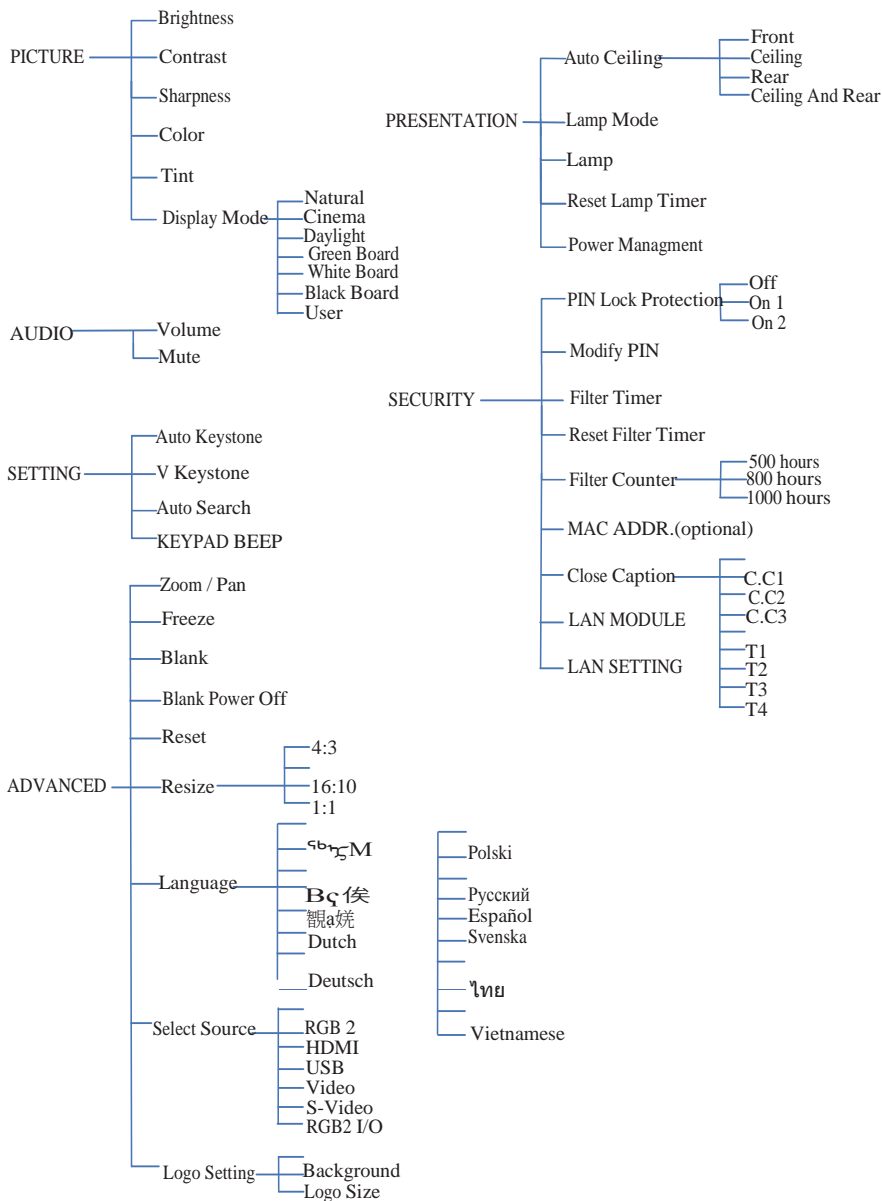 PICTURE
Brightness
Contrast
Sharpness
Color
Tint
Display Mode
Natural
Cinema
Daylight
Green Board
White Board
Black Board
User
AUDIO
Volume
Mute
SETTING
Auto Keystone
V Keystone
Auto Search
KEYPAD BEEP
ADVANCED
Zoom / Pan
Freeze
Blank
Blank Power Off
Reset
Resize
4:3
16:10
1:1
Language
Dutch
Deutsch
Polski
Русский
Español
Svenska
ไทย
Vietnamese
Select Source
RGB 2
HDMI
USB
Video
S-Video
RGB2 I/O
Logo Setting
Background
Logo Size
PRESENTATION
Auto Ceiling
Front
Ceiling
Rear
Ceiling And Rear
Lamp Mode
Lamp
Reset Lamp Timer
Power Managment
SECURITY
PIN Lock Protection
Off
On 1
On 2
Modify PIN
Filter Timer
Reset Filter Timer
Filter Counter
500 hours
800 hours
1000 hours
MAC ADDR.(optional)
Close Caption
C.C1
C.C2
C.C3
T1
T2
T3
T4
LAN MODULE
LAN SETTING